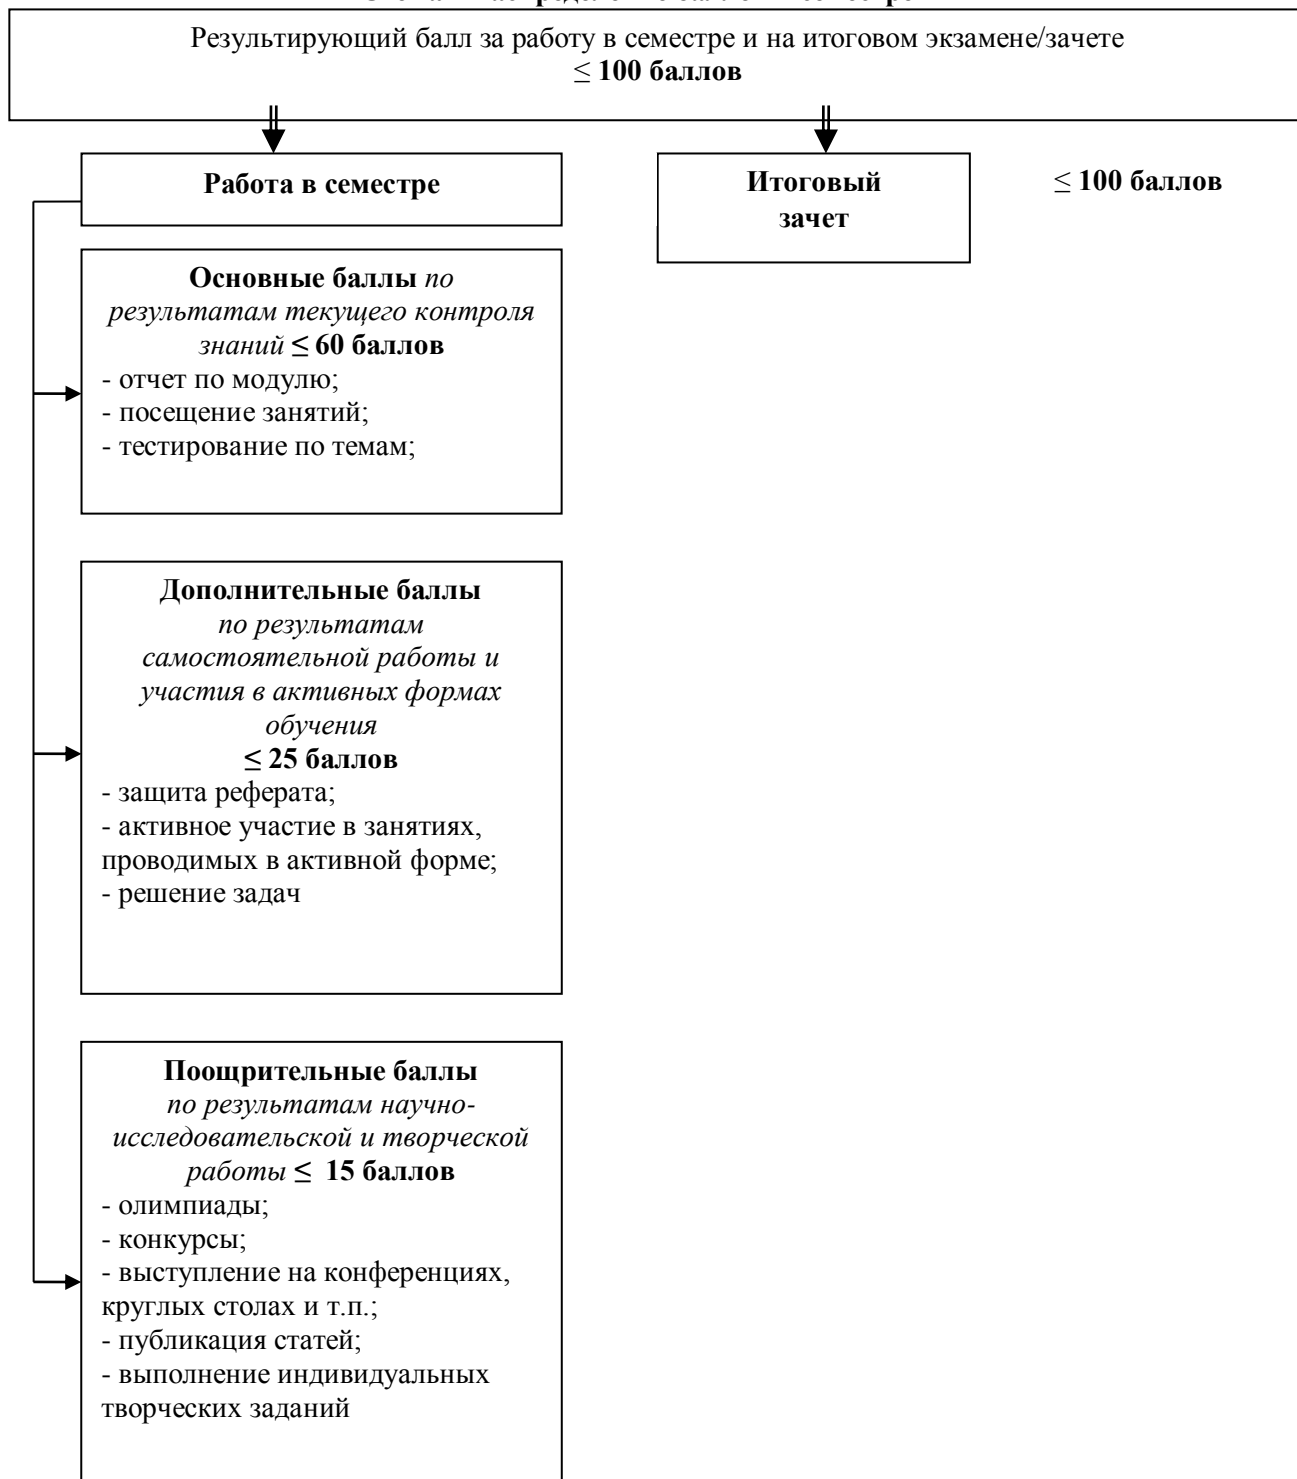 Результирующий балл за работу в семестре и на итоговом экзамене/зачете
≤ 100 баллов
Работа в семестре
Итоговый
зачет
≤ 100 баллов
Основные баллы по
результатам текущего контроля
знаний ≤ 60 баллов
- отчет по модулю;
- посещение занятий;
- тестирование по темам;
Дополнительные баллы
по результатам
самостоятельной работы и
участия в активных формах
обучения
≤ 25 баллов
- защита реферата;
- активное участие в занятиях,
проводимых в активной форме;
- решение задач
Поощрительные баллы
по результатам научно-
исследовательской и творческой
работы ≤ 15 баллов
- олимпиады;
- конкурсы;
- выступление на конференциях,
круглых столах и т.п.;
- публикация статей;
- выполнение индивидуальных
творческих заданий